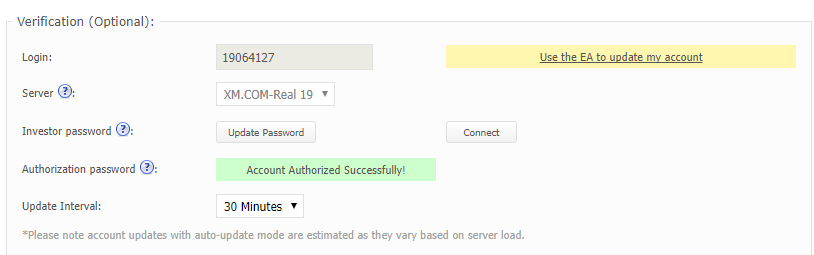 Verification (Optional):
Login: 19064127 Use the EA to update my account
Server ?: XM.COM-Real 19
Investor password ?: Update Password Connect
Authorization password ?: Account Authorized Successfully!
Update Interval: 30 Minutes
*Please note account updates with auto-update mode are estimated as they vary based on server load.